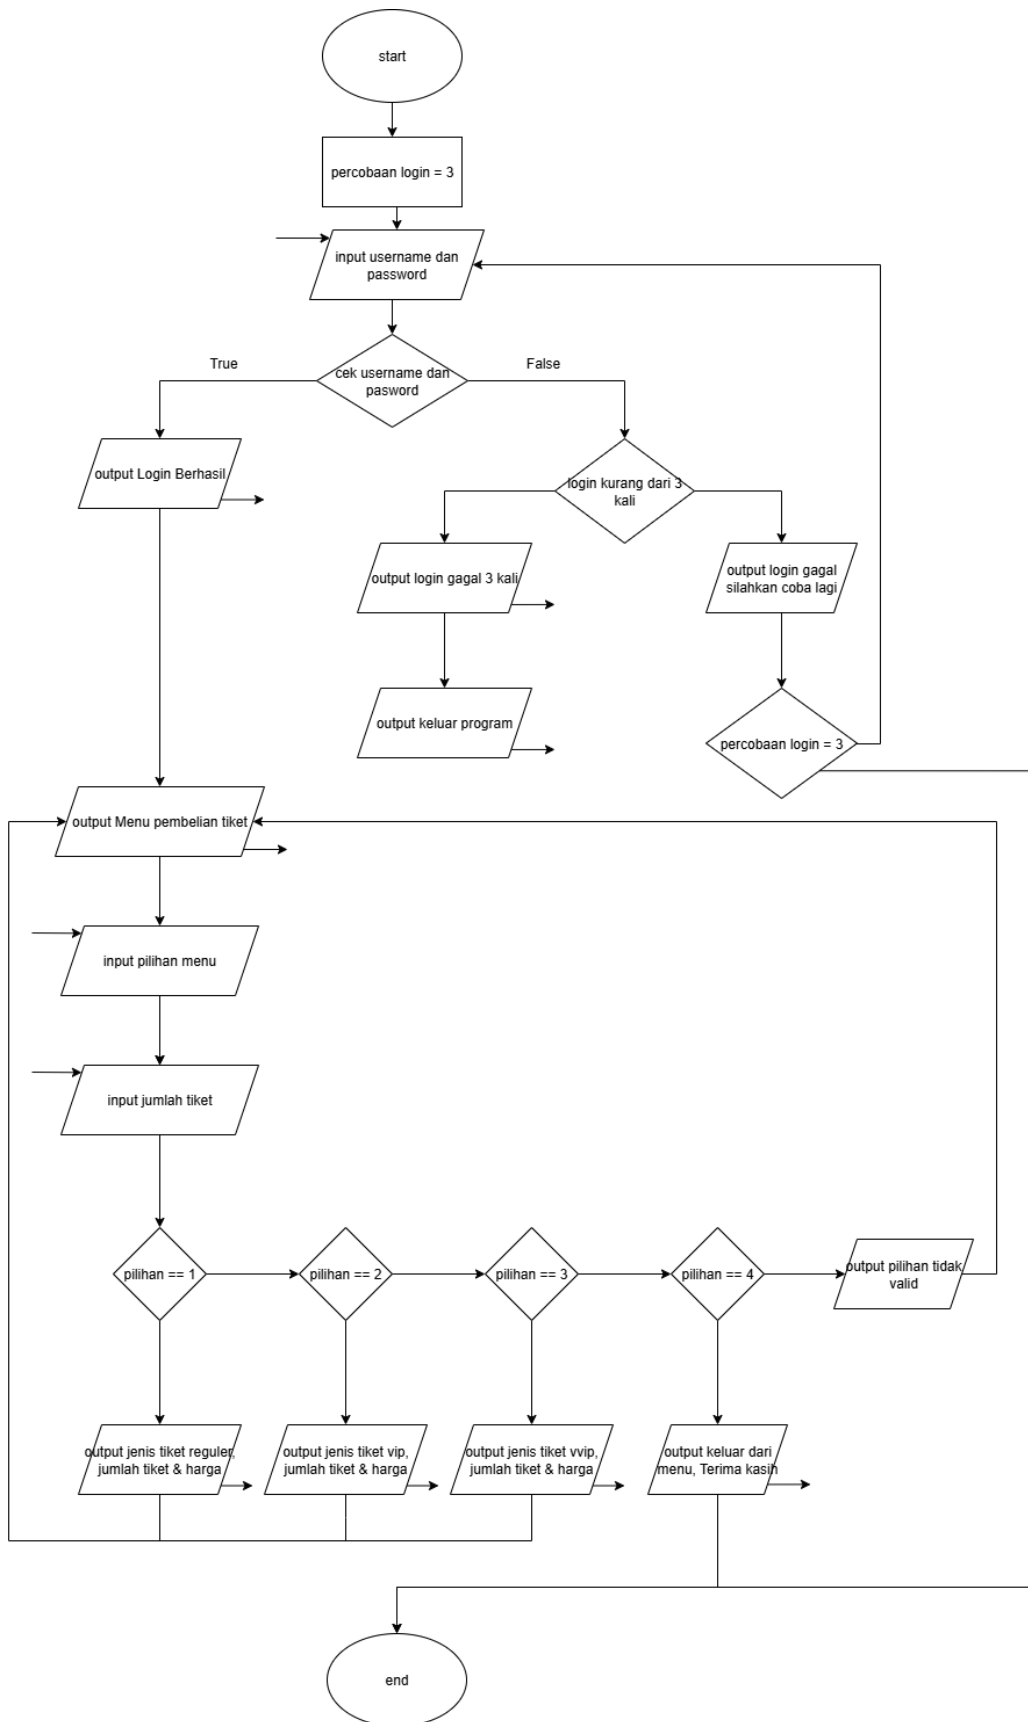 start
percobaan login = 3
input username dan
password
True
False
cek username dan
pasword
output Login Berhasil
login kurang dari 3
kali
output login gagal 3 kali
output login gagal
silahkan coba lagi
output keluar program
percobaan login = 3
output Menu pembelian tiket
input pilihan menu
input jumlah tiket
pilihan == 1
pilihan == 2
pilihan == 3
pilihan == 4
output pilihan tidak
valid
output jenis tiket reguler,
jumlah tiket & harga
output jenis tiket vip,
jumlah tiket & harga
output jenis tiket vvip,
jumlah tiket & harga
output keluar dari
menu, Terima kasih
end